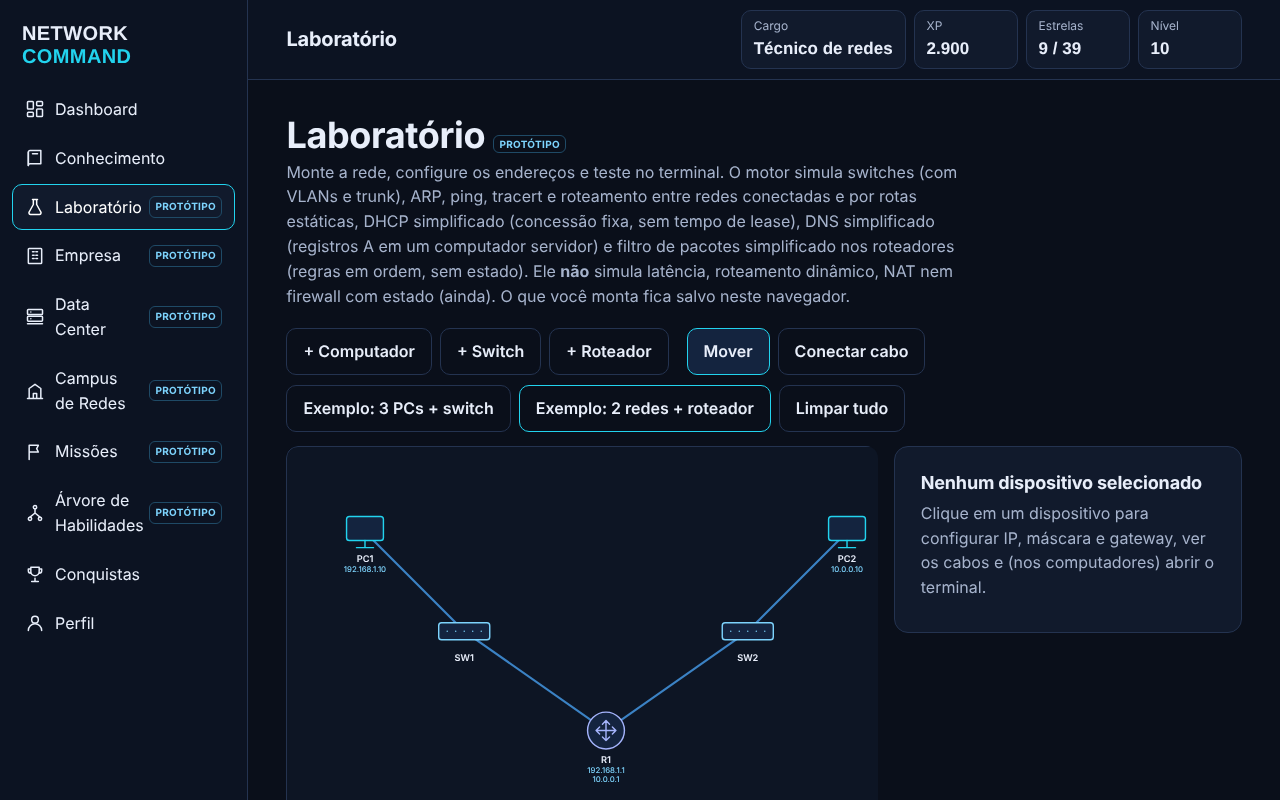 NETWORK
COMMAND
Dashboard
Conhecimento
Laboratório PROTÓTIPO
Empresa PROTÓTIPO
Data
Center
PROTÓTIPO
Campus
de Redes
PROTÓTIPO
Missões PROTÓTIPO
Árvore de
Habilidades
PROTÓTIPO
Conquistas
Perfil
Laboratório
Cargo
Técnico de redes
XP
2.900
Estrelas
9 / 39
Nível
10
Laboratório PROTÓTIPO
Monte a rede, configure os endereços e teste no terminal. O motor simula switches (com
VLANs e trunk), ARP, ping, tracert e roteamento entre redes conectadas e por rotas
estáticas, DHCP simplificado (concessão fixa, sem tempo de lease), DNS simplificado
(registros A em um computador servidor) e filtro de pacotes simplificado nos roteadores
(regras em ordem, sem estado). Ele não simula latência, roteamento dinâmico, NAT nem
firewall com estado (ainda). O que você monta fica salvo neste navegador.
+ Computador
+ Switch
+ Roteador
Mover
Conectar cabo
Exemplo: 3 PCs + switch
Exemplo: 2 redes + roteador
Limpar tudo
PC1
192.168.1.10
PC2
10.0.0.10
SW1
SW2
R1
192.168.1.1
10.0.0.1
Nenhum dispositivo selecionado
Clique em um dispositivo para
configurar IP, máscara e gateway, ver
os cabos e (nos computadores) abrir o
terminal.